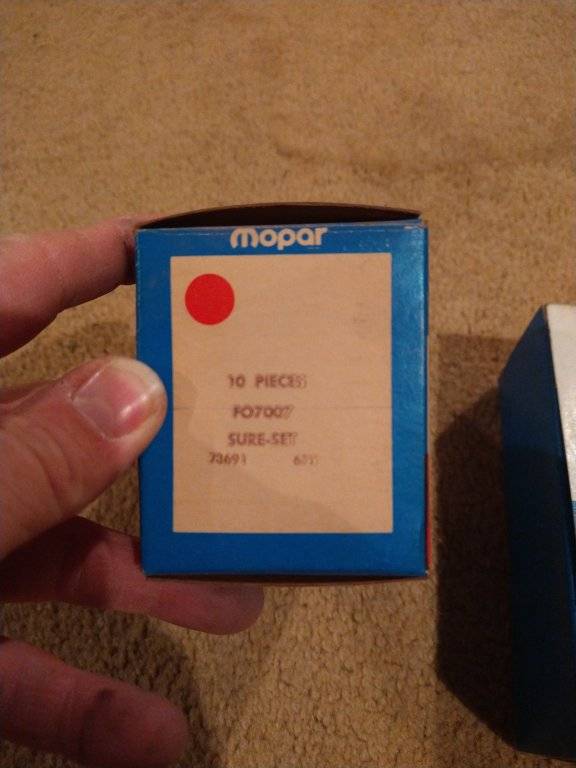 mopar
10 PIECES
FO7007
SURE-SET
73691